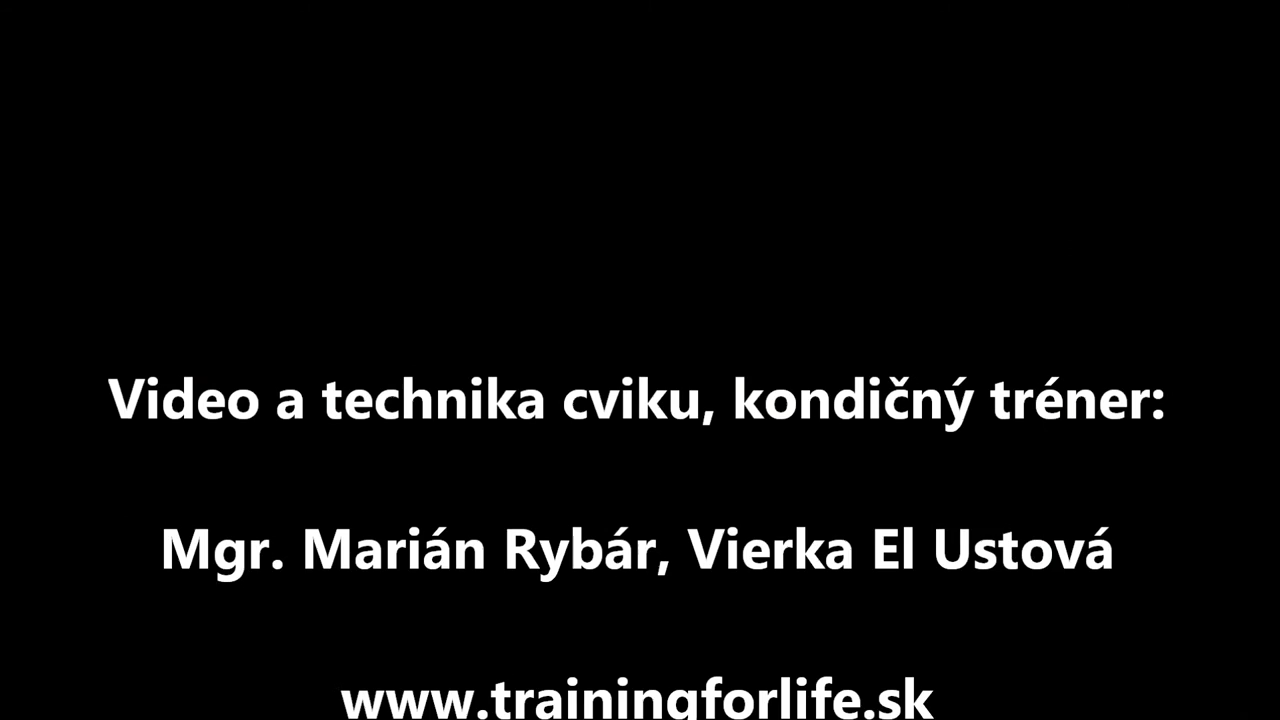 Video a technika cviku, kondičný tréner:
Mgr. Marián Rybár, Vierka El Ustová
www.trainingforlife.sk